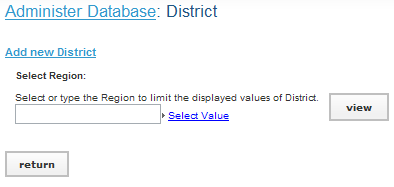 Administer Database: District
Add new District
Select Region:
Select or type the Region to limit the displayed values of District.
view
Select Value
return